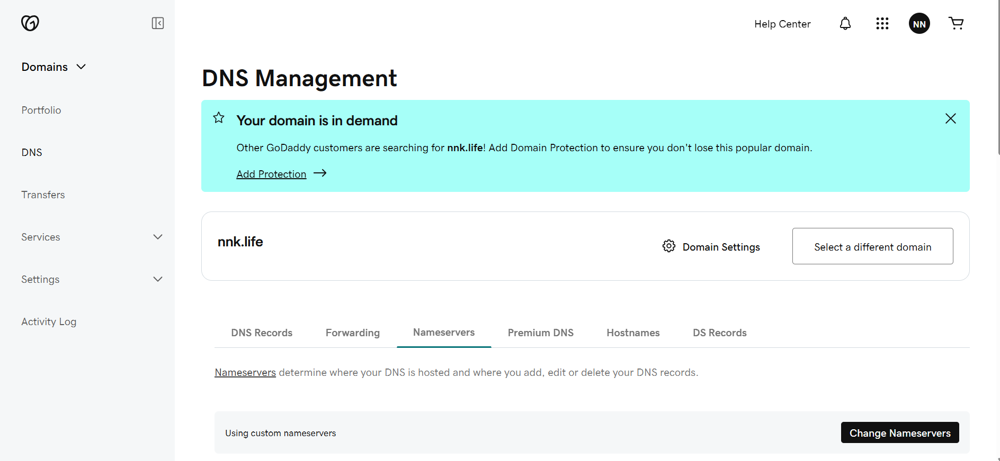 Help Center
NN
Domains
Portfolio
DNS
Transfers
Services
Settings
Activity Log
DNS Management
Your domain is in demand
Other GoDaddy customers are searching for nnk.life! Add Domain Protection to ensure you don't lose this popular domain.
Add Protection
nnk.life
Domain Settings
Select a different domain
DNS Records
Forwarding
Nameservers
Premium DNS
Hostnames
DS Records
Nameservers determine where your DNS is hosted and where you add, edit or delete your DNS records.
Using custom nameservers
Change Nameservers